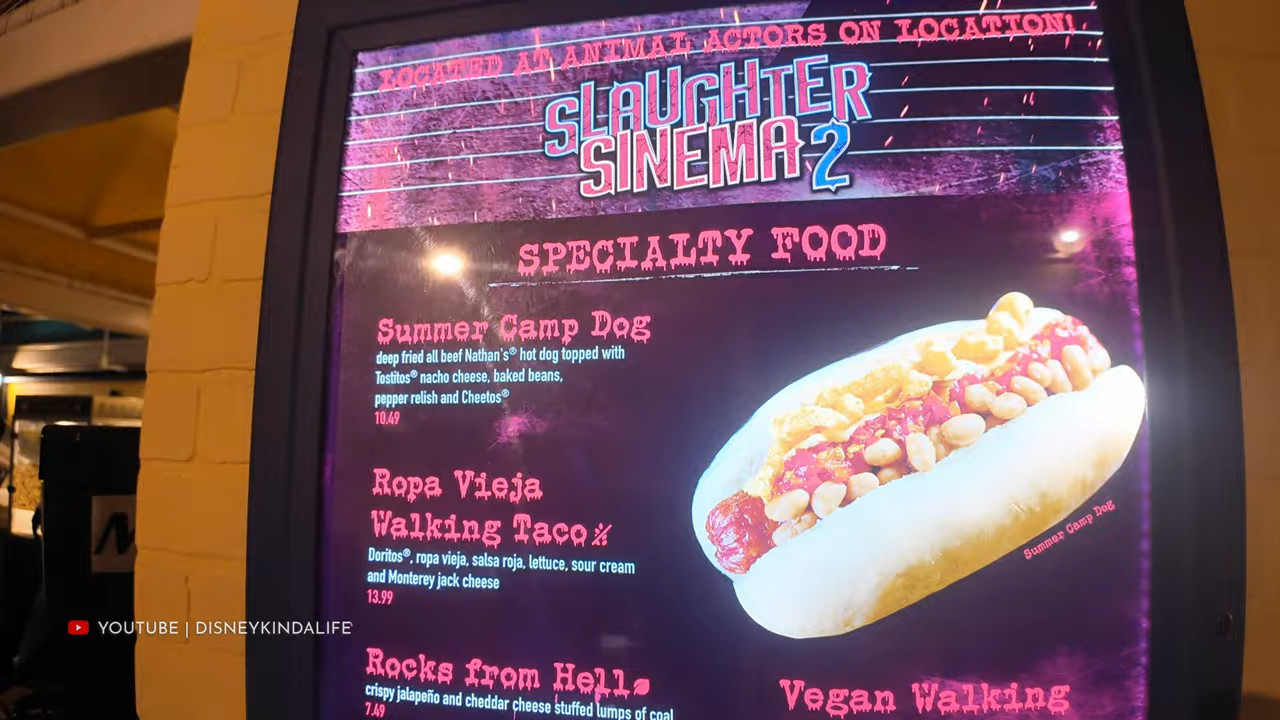 LOCATED AT ANIMAL ACTORS ON LOCATION!
SLAUGHTER
SINEMA 2
SPECIALTY FOOD
Summer Camp Dog
deep fried all beef Nathan's® hot dog topped with
Tostitos® nacho cheese, baked beans,
pepper relish and Cheetos®
10.49
Ropa Vieja
Walking Taco
Doritos®, ropa vieja, salsa roja, lettuce, sour cream
and Monterey jack cheese
13.99
Rocks from Hell
crispy jalapeño and cheddar cheese stuffed lumps of coal
7.49
Summer Camp Dog
Vegan Walking
YOUTUBE | DISNEYKINDALIFE